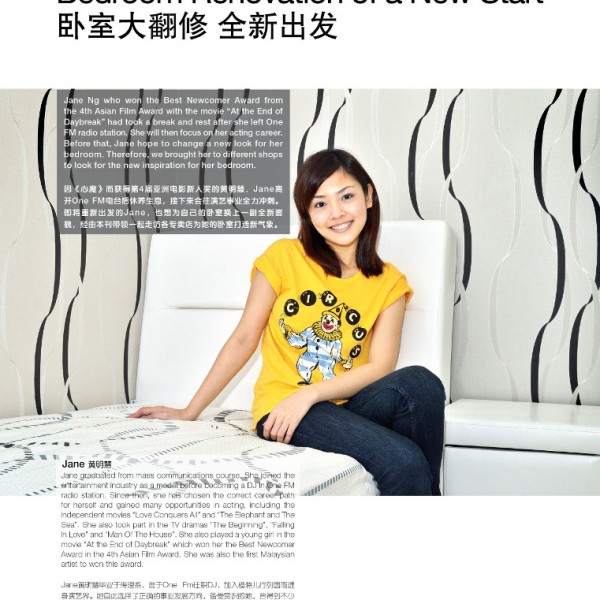 Bedroom Renovation of a New Start
卧室大翻修 全新出发
Jane Ng who won the Best Newcomer Award from
the 4th Asian Film Award with the movie “At the End of
Daybreak” had took a break and rest after she left One
FM radio station. She will then focus on her acting career.
Before that, Jane hope to change a new look for her
bedroom. Therefore, we brought her to different shops
to look for the new inspiration for her bedroom.
因《心魔》而获得第4届亚洲电影新人奖的黄明慧，Jane离
开One FM电台后休养生息，接下来会往演艺事业全力冲刺。
即将重新出发的Jane，也想为自己的卧室换上一副全新面
貌，经由本刊带领一起走访各专卖店为她的卧室打造新气象。
CIRCUS
Jane 黄明慧
Jane graduated from mass communications course. She joined the
entertainment industry as a model before becoming a DJ in One FM
radio station. Since then, she has chosen the correct career path
for herself and gained many opportunities in acting, including the
independent movies “Love Conquers All” and “The Elephant and The
Sea”. She also took part in the TV dramas “The Beginning”, “Falling
In Love” and “Man Of The House”. She also played a young girl in the
movie “At the End of Daybreak” which won her the Best Newcomer
Award in the 4th Asian Film Award. She was also the first Malaysian
artist to won this award.
Jane黄明慧毕业于传播系，曾于One Fm任职DJ，加入模特儿行列因而进
身演艺界。她自此选择了正确的事业发展方向，备受赏识的她，曾得到不少